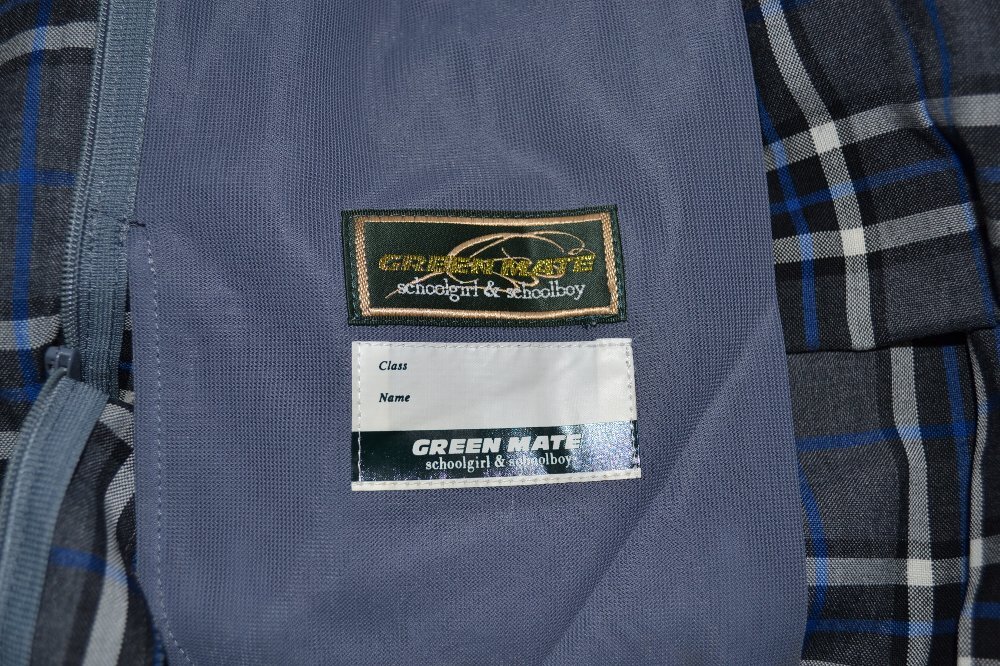 GREEN MATE
schoolgirl & schoolboy
Class
Name
GREEN MATE
schoolgirl & schoolboy